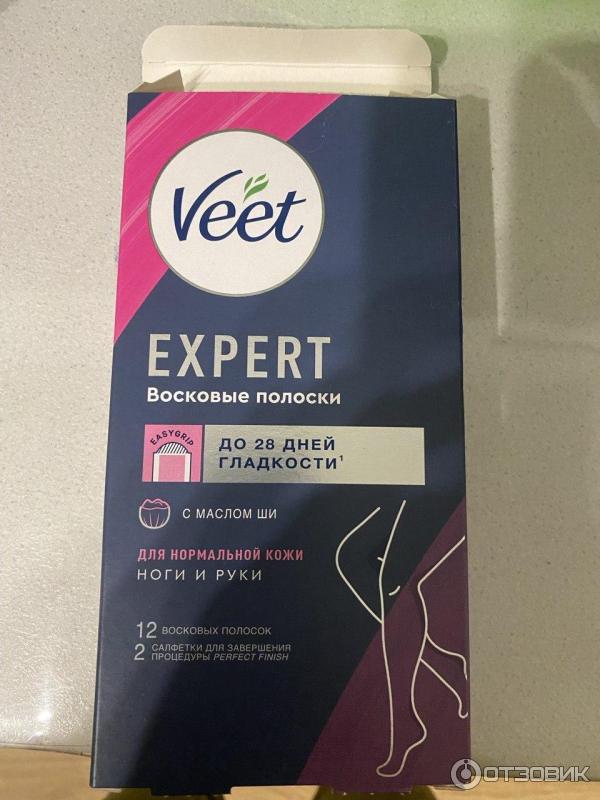 Veet
EXPERT
Восковые полоски
EASYGRIP
ДО 28 ДНЕЙ
ГЛАДКОСТИ¹
С МАСЛОМ ШИ
ДЛЯ НОРМАЛЬНОЙ КОЖИ
НОГИ И РУКИ
12 ВОСКОВЫХ ПОЛОСОК
2 САЛФЕТКИ ДЛЯ ЗАВЕРШЕНИЯ
ПРОЦЕДУРЫ PERFECT FINISH
ОТЗОВИК